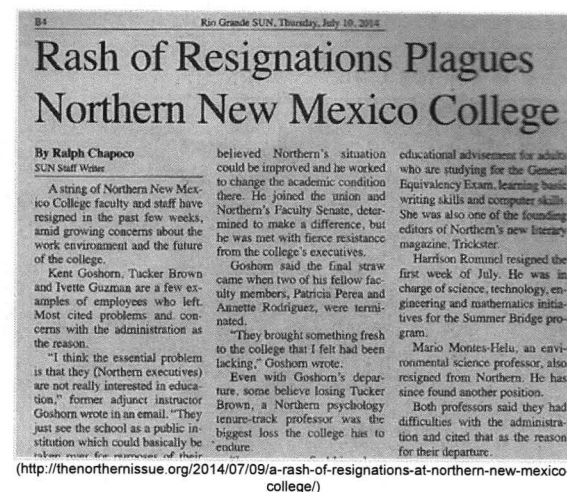 B4
Rio Grande SUN, Thursday, July 10, 2014
Rash of Resignations Plagues
Northern New Mexico College
By Ralph Chapoco
SUN Staff Writer
A string of Northern New Mex-
ico College faculty and staff have
resigned in the past few weeks,
amid growing concerns about the
work environment and the future
of the college.
Kent Goshorn, Tucker Brown
and Ivette Guzman are a few ex-
amples of employees who left.
Most cited problems and con-
cerns with the administration as
the reason.
"I think the essential problem
is that they (Northern executives)
are not really interested in educa-
tion," former adjunct instructor
Goshorn wrote in an email. "They
just see the school as a public in-
stitution which could basically be
taken over for purposes of their
believed Northern's situation
could be improved and he worked
to change the academic condition
there. He joined the union and
Northern's Faculty Senate, deter-
mined to make a difference, but
he was met with fierce resistance
from the college's executives.
Goshorn said the final straw
came when two of his fellow fac-
ulty members, Patricia Perea and
Annette Rodriguez, were termi-
nated.
"They brought something fresh
to the college that I felt had been
lacking," Goshorn wrote.
Even with Goshorn's depar-
ture, some believe losing Tucker
Brown, a Northern psychology
tenure-track professor was the
biggest loss the college has to
endure.
educational advisement for adults
who are studying for the General
Equivalency Exam, learning basic
writing skills and computer skills.
She was also one of the founding
editors of Northern's new literary
magazine, Trickster.
Harrison Rommel resigned the
first week of July. He was in
charge of science, technology, en-
gineering and mathematics initia-
tives for the Summer Bridge pro-
gram.
Mario Montes-Helu, an envi-
ronmental science professor, also
resigned from Northern. He has
since found another position.
Both professors said they had
difficulties with the administra-
tion and cited that as the reason
for their departure.
(http://thenorthernissue.org/2014/07/09/a-rash-of-resignations-at-northern-new-mexico-
college/)